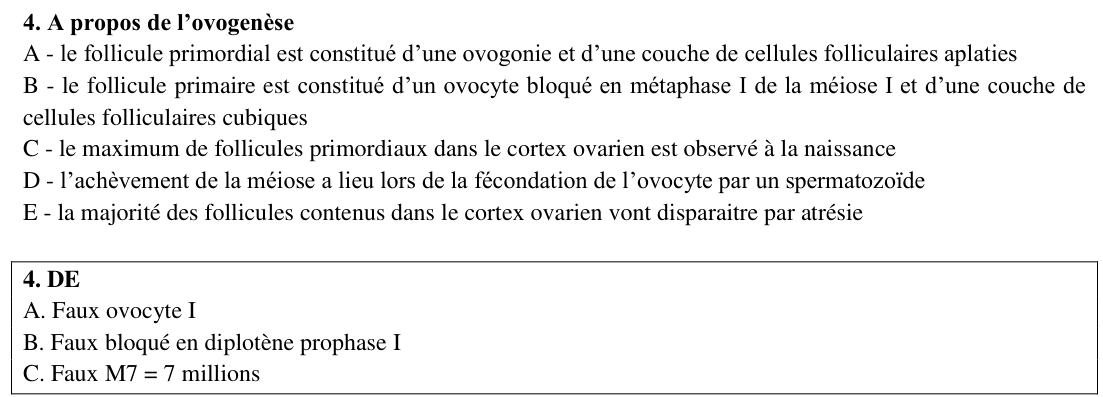 4. A propos de l’ovogenèse
A - le follicule primordial est constitué d’une ovogonie et d’une couche de cellules folliculaires aplaties
B - le follicule primaire est constitué d’un ovocyte bloqué en métaphase I de la méiose I et d’une couche de
cellules folliculaires cubiques
C - le maximum de follicules primordiaux dans le cortex ovarien est observé à la naissance
D - l’achèvement de la méiose a lieu lors de la fécondation de l’ovocyte par un spermatozoïde
E - la majorité des follicules contenus dans le cortex ovarien vont disparaitre par atrésie
4. DE
A. Faux ovocyte I
B. Faux bloqué en diplotène prophase I
C. Faux M7 = 7 millions